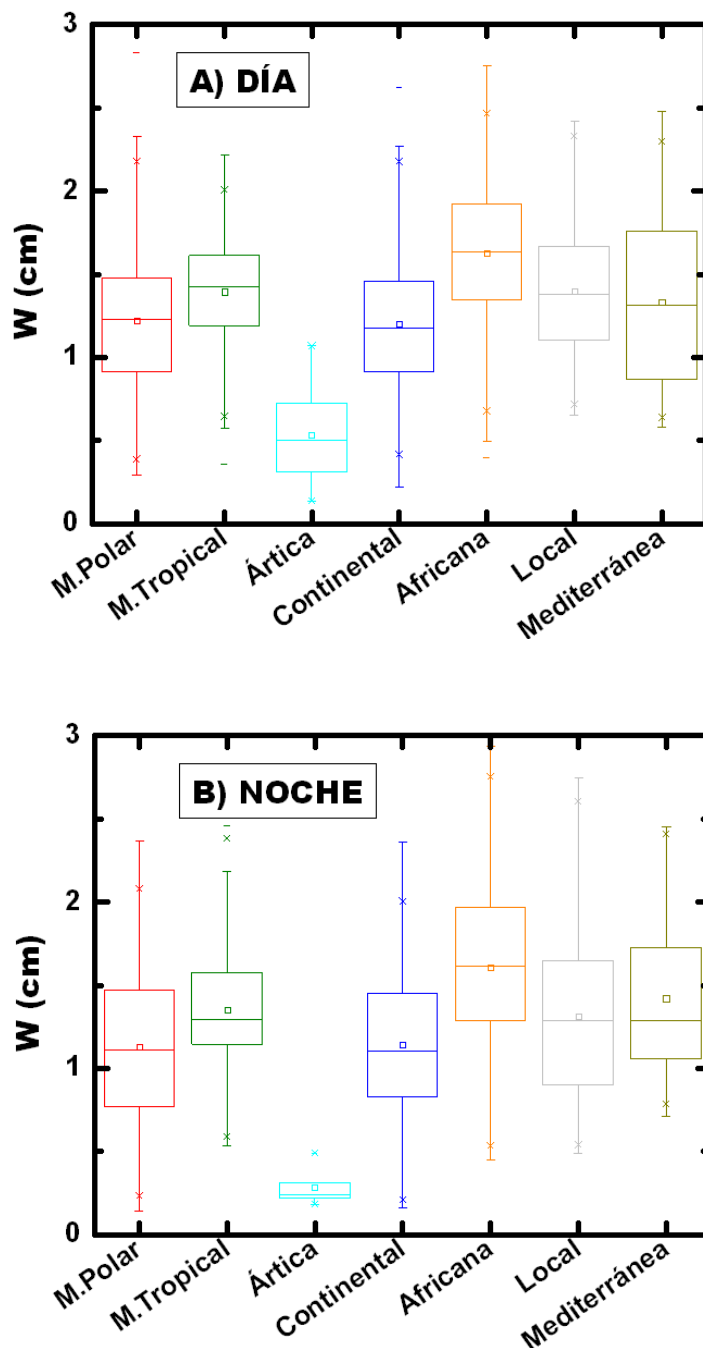 A) DÍA
W (cm)
3
2
1
0
M.Polar
M.Tropical
Ártica
Continental
Africana
Local
Mediterránea
B) NOCHE
W (cm)
3
2
1
0
M.Polar
M.Tropical
Ártica
Continental
Africana
Local
Mediterránea